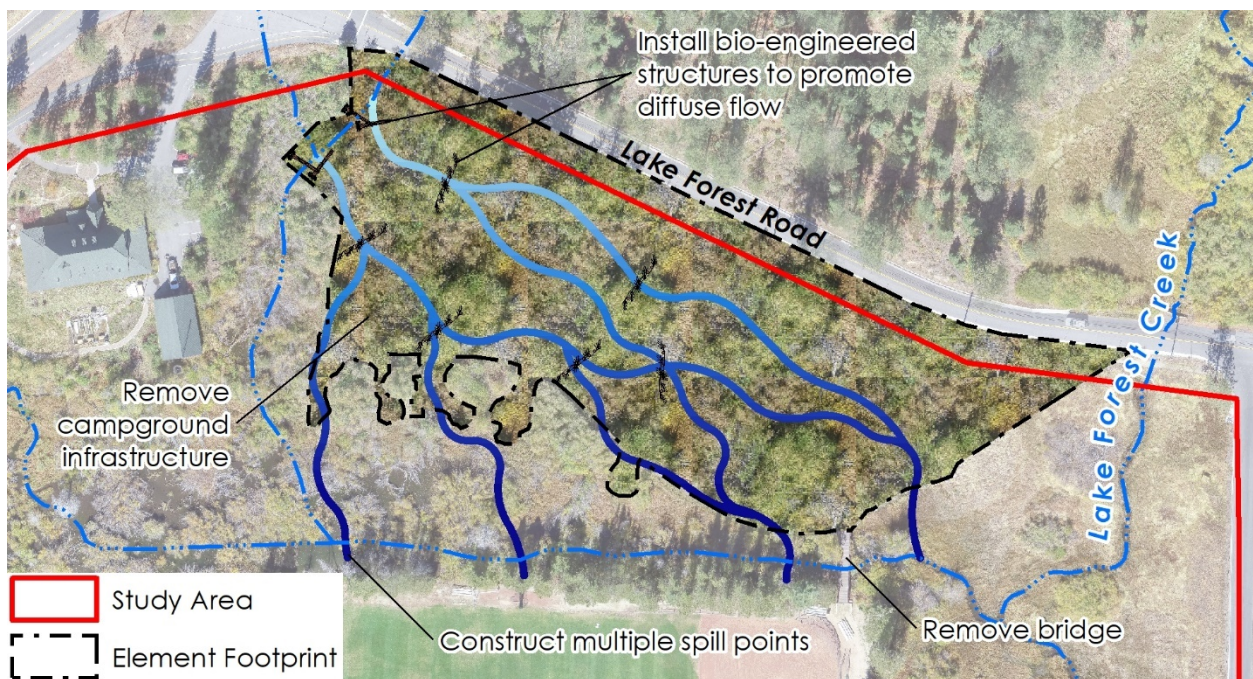 Install bio-engineered
structures to promote
diffuse flow
Lake Forest Road
Lake Forest Creek
Remove
campground
infrastructure
Study Area
Element Footprint
Construct multiple spill points
Remove bridge